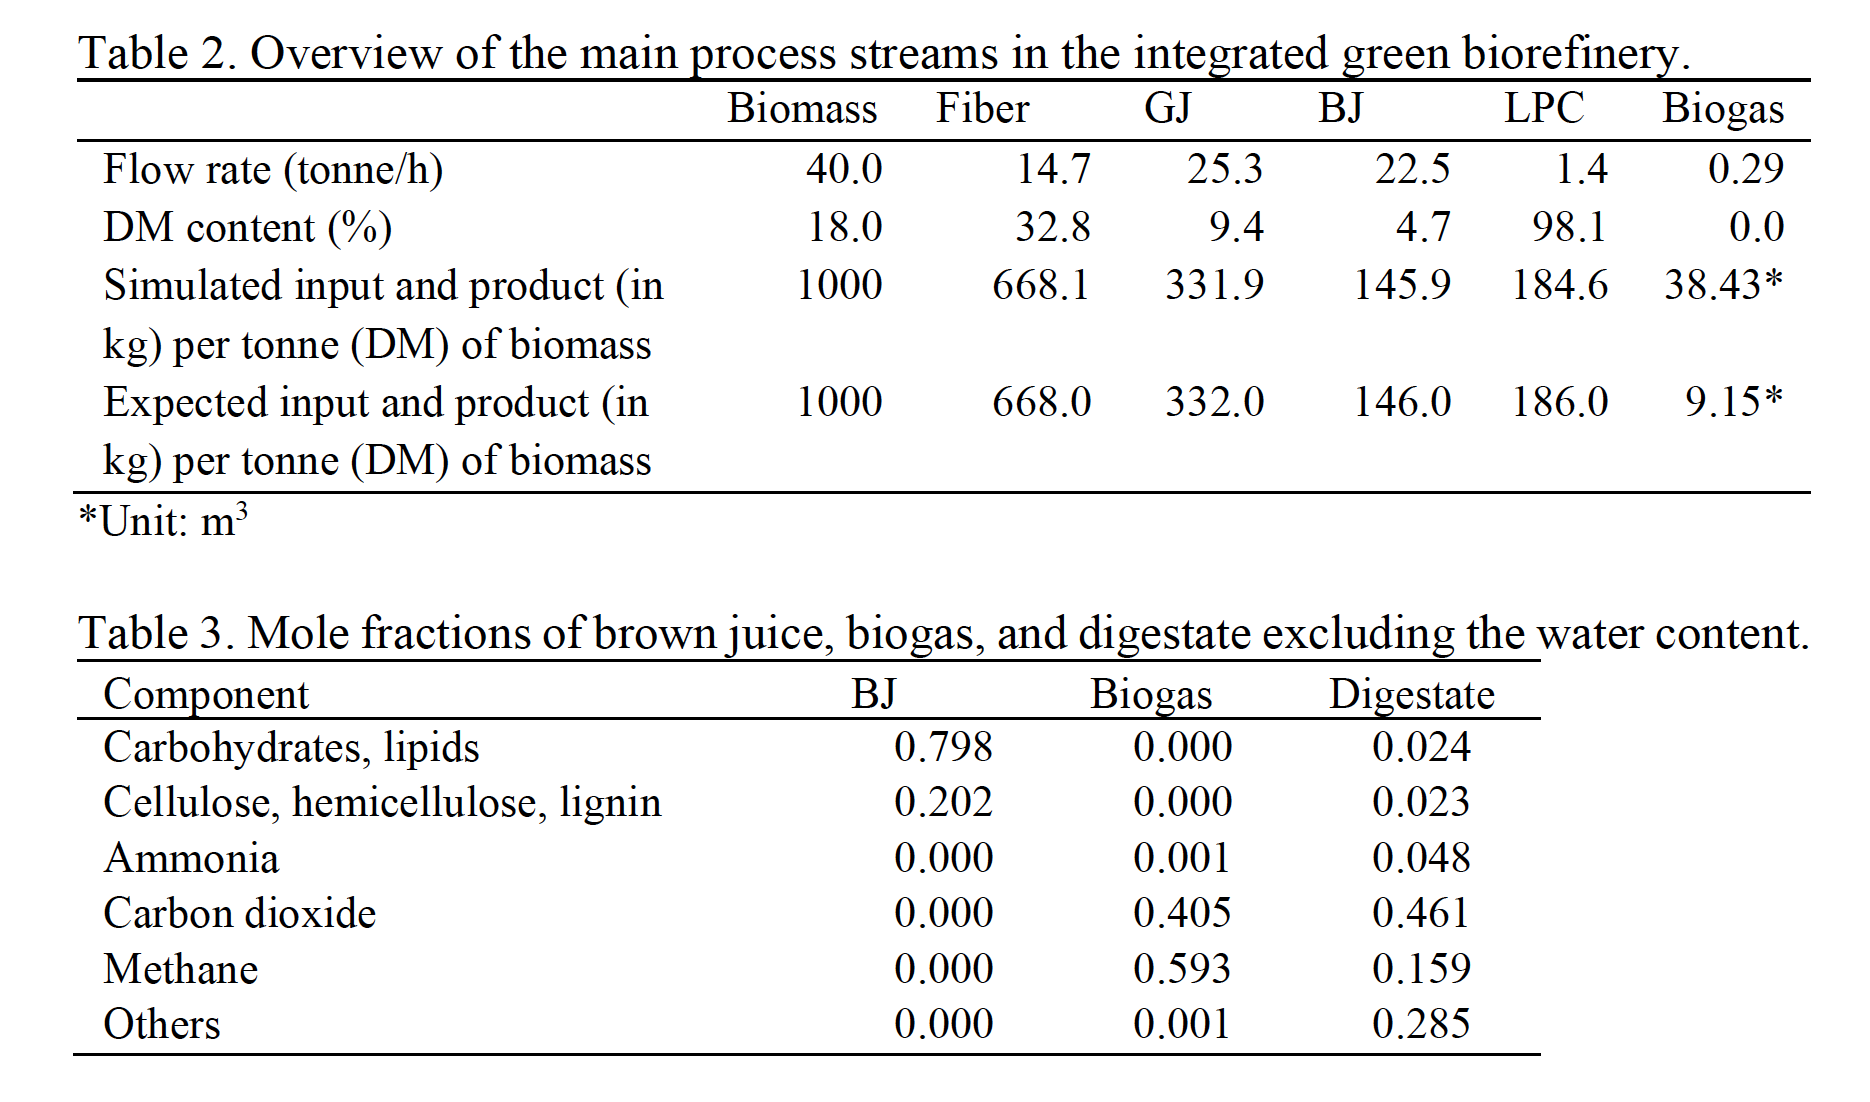 Table 2. Overview of the main process streams in the integrated green biorefinery.
Biomass Fiber GJ BJ LPC Biogas
Flow rate (tonne/h) 40.0 14.7 25.3 22.5 1.4 0.29
DM content (%) 18.0 32.8 9.4 4.7 98.1 0.0
Simulated input and product (in 1000 668.1 331.9 145.9 184.6 38.43*
kg) per tonne (DM) of biomass
Expected input and product (in 1000 668.0 332.0 146.0 186.0 9.15*
kg) per tonne (DM) of biomass
*Unit: m³
Table 3. Mole fractions of brown juice, biogas, and digestate excluding the water content.
Component BJ Biogas Digestate
Carbohydrates, lipids 0.798 0.000 0.024
Cellulose, hemicellulose, lignin 0.202 0.000 0.023
Ammonia 0.000 0.001 0.048
Carbon dioxide 0.000 0.405 0.461
Methane 0.000 0.593 0.159
Others 0.000 0.001 0.285